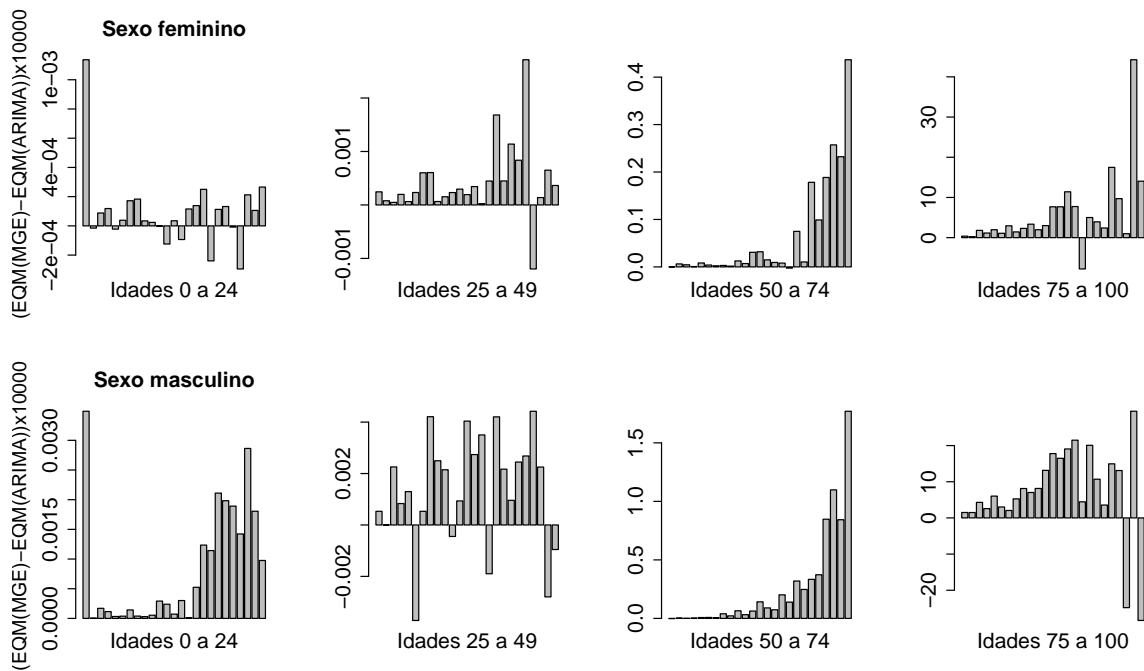 Sexo feminino
(EQM(MGE)−EQM(ARIMA))x10000
−2e−04 4e−04 1e−03
Idades 0 a 24
−0.001 0.001
Idades 25 a 49
0.0 0.1 0.2 0.3 0.4
Idades 50 a 74
0 10 30
Idades 75 a 100
Sexo masculino
(EQM(MGE)−EQM(ARIMA))x10000
0.0000 0.0015 0.0030
Idades 0 a 24
−0.002 0.002
Idades 25 a 49
0.0 0.5 1.0 1.5
Idades 50 a 74
−20 0 10
Idades 75 a 100